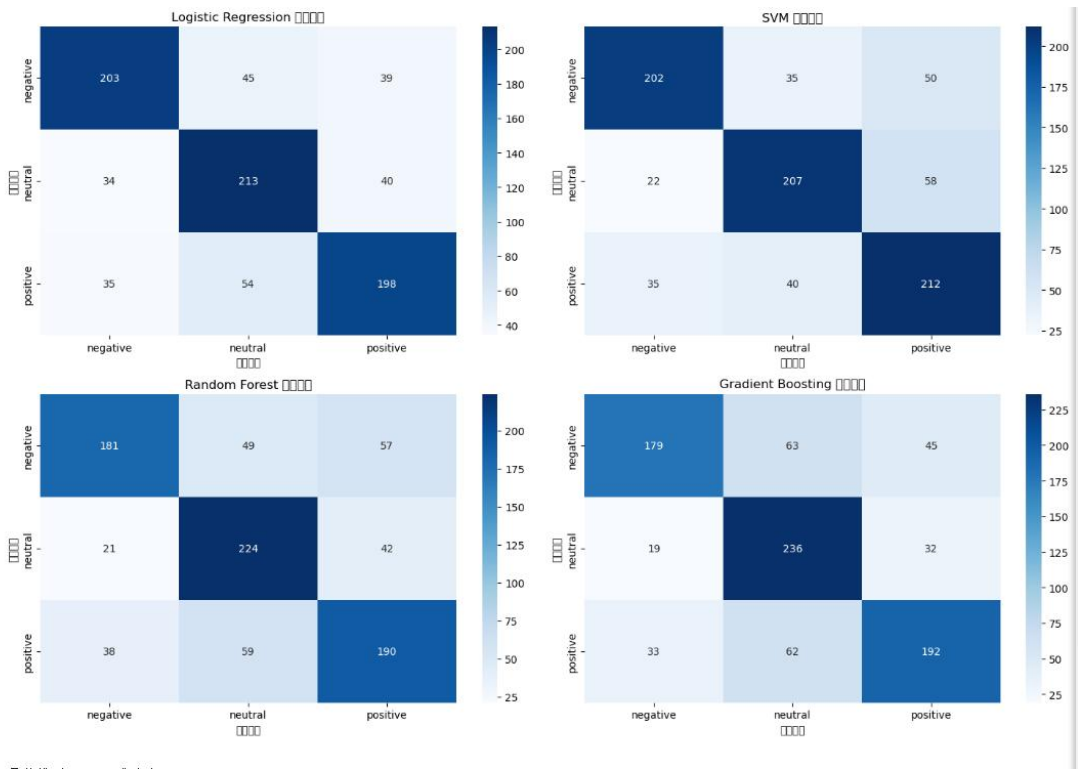 Logistic Regression
203 45 39
34 213 40
35 54 198
negative
neutral
positive
negative neutral positive
200
180
160
140
120
100
80
60
40
SVM
202 35 50
22 207 58
35 40 212
negative
neutral
positive
negative neutral positive
200
175
150
125
100
75
50
25
Random Forest
181 49 57
21 224 42
38 59 190
negative
neutral
positive
negative neutral positive
200
175
150
125
100
75
50
25
Gradient Boosting
179 63 45
19 236 32
33 62 192
negative
neutral
positive
negative neutral positive
225
200
175
150
125
100
75
50
25